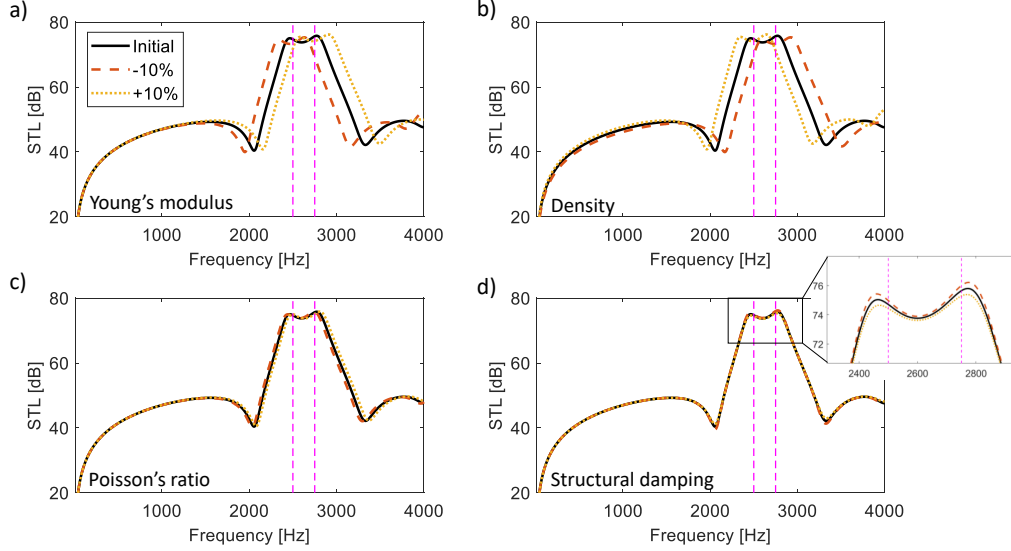 a)
80
60
40
20
STL [dB]
Initial
-10%
+10%
Young's modulus
1000
2000
3000
4000
Frequency [Hz]
b)
80
60
40
20
STL [dB]
Density
1000
2000
3000
4000
Frequency [Hz]
c)
80
60
40
20
STL [dB]
Poisson's ratio
1000
2000
3000
4000
Frequency [Hz]
d)
80
60
40
20
STL [dB]
Structural damping
1000
2000
3000
4000
Frequency [Hz]
76
74
72
2400
2600
2800